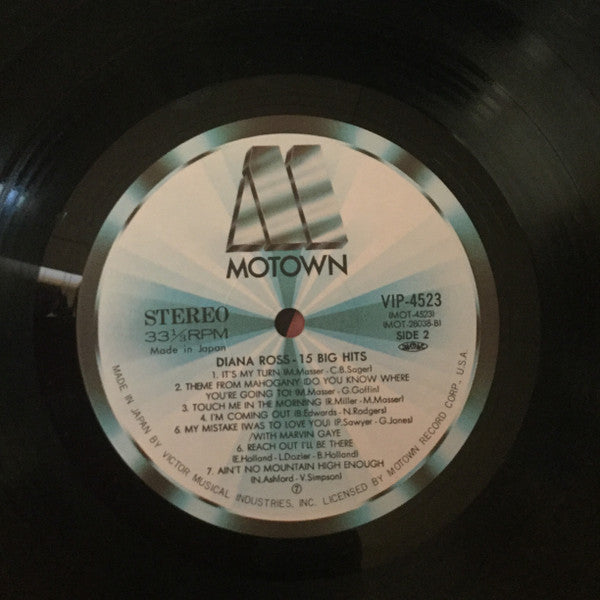 MOTOWN
STEREO
33⅓RPM
Made in Japan
VIP-4523
(MOT-4523)
(MOT-28038-B)
SIDE 2
DIANA ROSS - 15 BIG HITS
1. IT'S MY TURN (M.Masser - C.B.Sager)
2. THEME FROM MAHOGANY (DO YOU KNOW WHERE
YOU'RE GOING TO) (M.Masser - G.Goffin)
3. TOUCH ME IN THE MORNING (R.Miller - M.Masser)
4. I'M COMING OUT (B.Edwards - N.Rodgers)
6. MY MISTAKE (WAS TO LOVE YOU) (P.Sawyer - G.Jones)
/WITH MARVIN GAYE
6. REACH OUT I'LL BE THERE
(E.Holland - L.Dozier - B.Holland)
7. AIN'T NO MOUNTAIN HIGH ENOUGH
(N.Ashford - V.Simpson)
MADE IN JAPAN BY VICTOR MUSICAL INDUSTRIES, INC. LICENSED BY MOTOWN RECORD CORP., U.S.A.